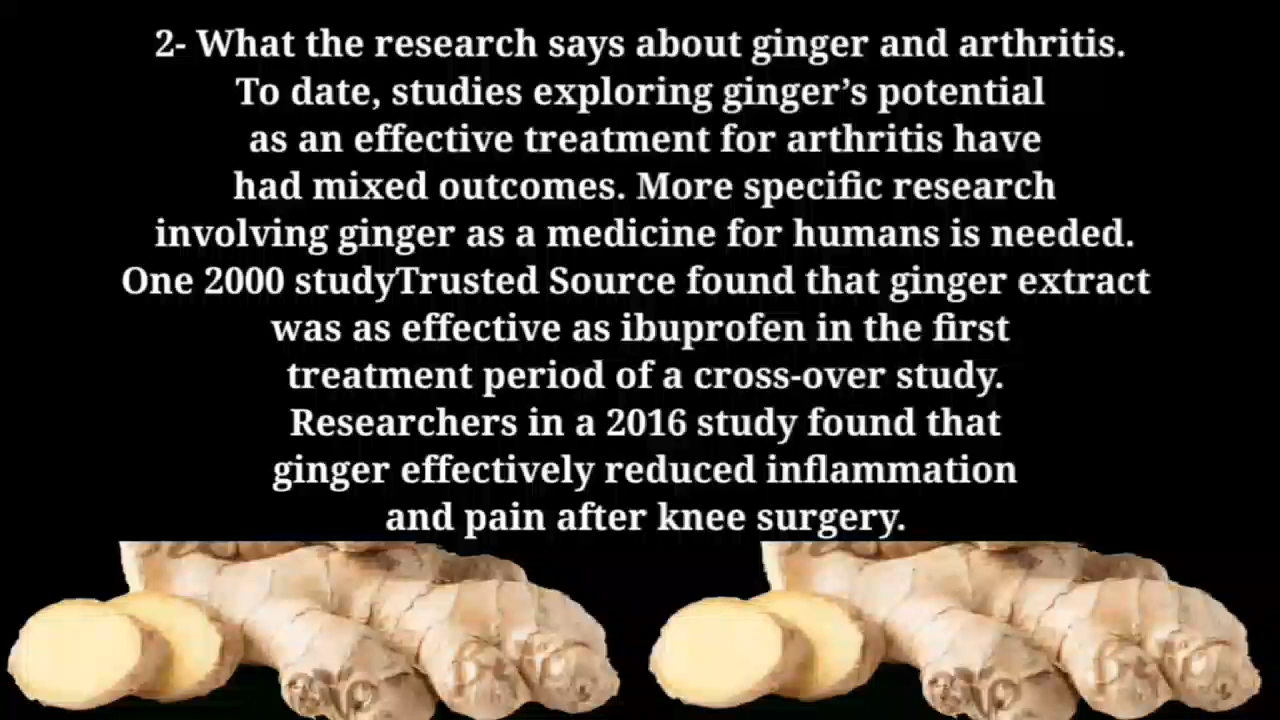 2- What the research says about ginger and arthritis.
To date, studies exploring ginger’s potential
as an effective treatment for arthritis have
had mixed outcomes. More specific research
involving ginger as a medicine for humans is needed.
One 2000 studyTrusted Source found that ginger extract
was as effective as ibuprofen in the first
treatment period of a cross-over study.
Researchers in a 2016 study found that
ginger effectively reduced inflammation
and pain after knee surgery.